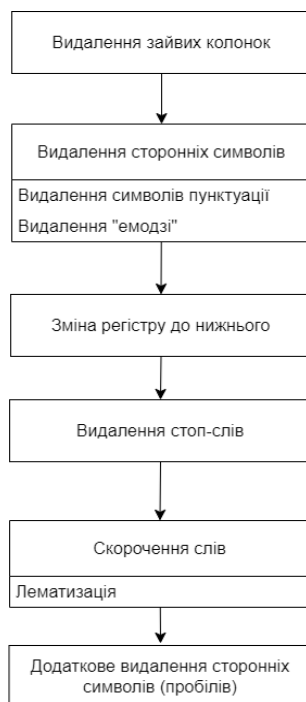 Видалення зайвих колонок
Видалення сторонніх символів
Видалення символів пунктуації
Видалення "емодзі"
Зміна регістру до нижнього
Видалення стоп-слів
Скорочення слів
Лематизація
Додаткове видалення сторонніх
символів (пробілів)